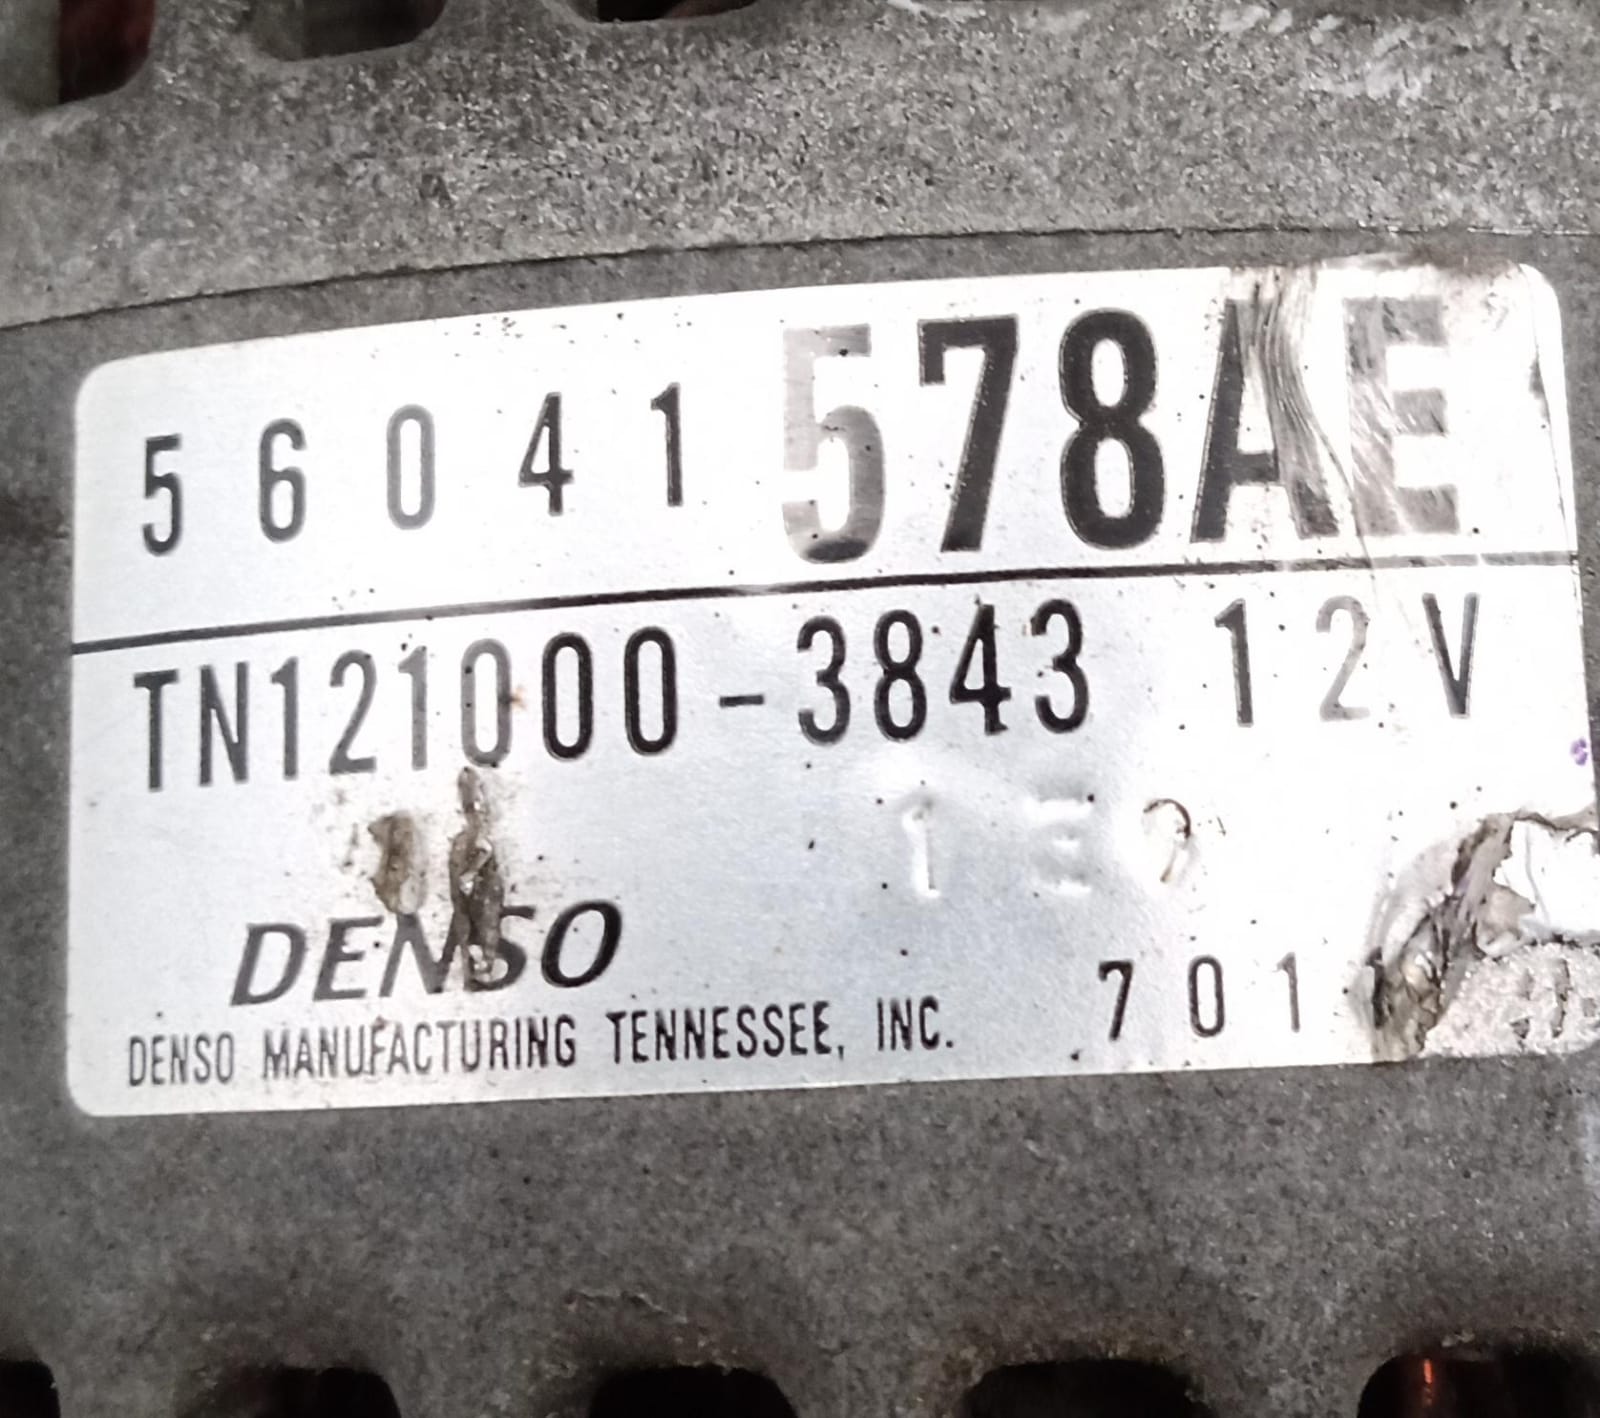 56041578AE
TN121000-3843 12V
DENSO
DENSO MANUFACTURING TENNESSEE, INC. 701